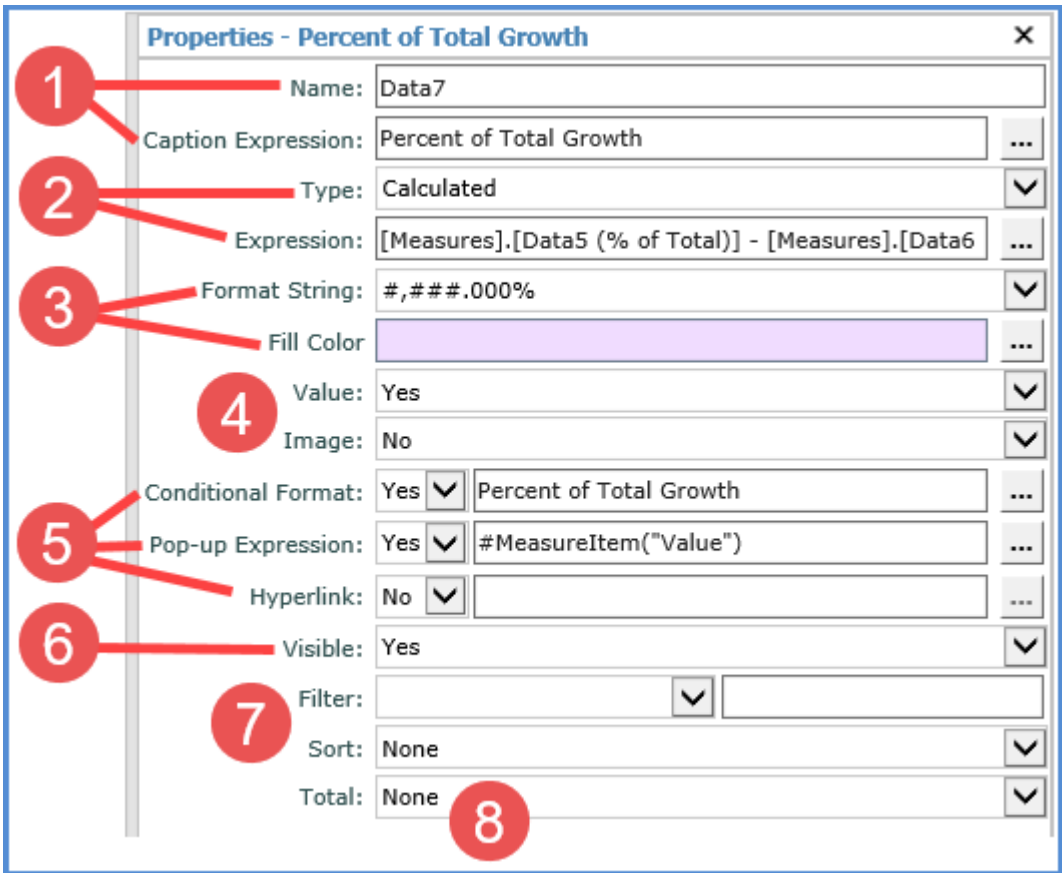 Properties - Percent of Total Growth ×
1
Name: Data7
Caption Expression: Percent of Total Growth ...
2
Type: Calculated
Expression: [Measures].[Data5 (% of Total)] - [Measures].[Data6 ...
3
Format String: #,###.000%
Fill Color ...
4
Value: Yes
Image: No
5
Conditional Format: Yes Percent of Total Growth ...
Pop-up Expression: Yes #MeasureItem("Value") ...
Hyperlink: No ...
6
Visible: Yes
7
Filter:
Sort: None
Total: None
8